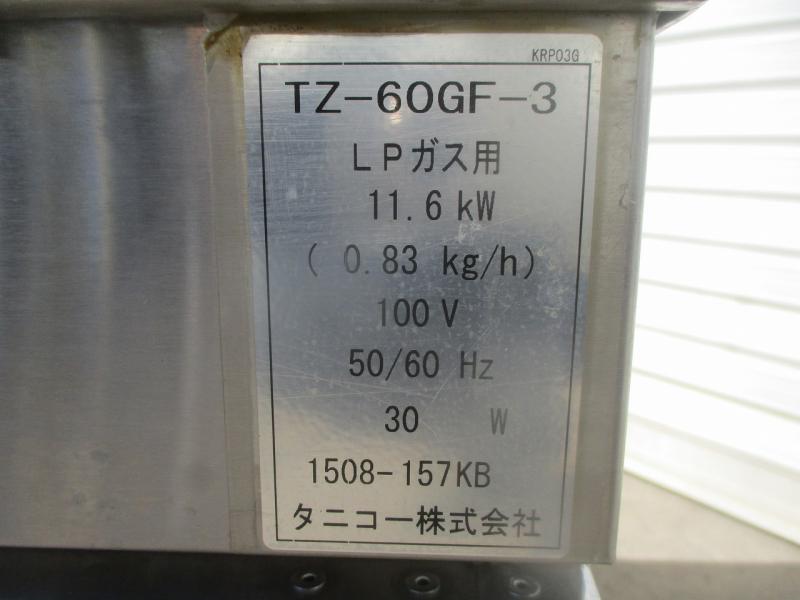 KRP03G
TZ-60GF-3
LPガス用
11.6 kW
( 0.83 kg/h)
100 V
50/60 Hz
30 W
1508-157KB
タニコー株式会社